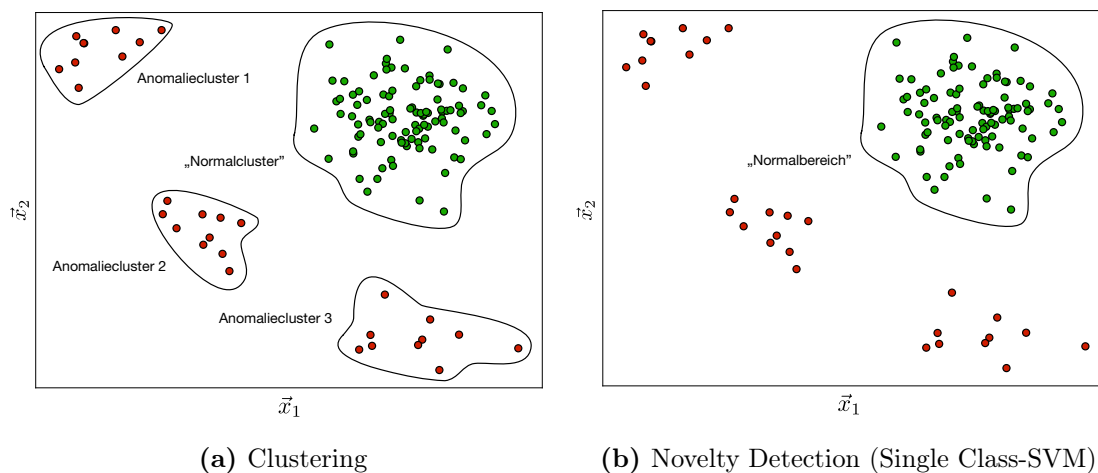 Anomaliecluster 1
„Normalcluster”
Anomaliecluster 2
Anomaliecluster 3
x⃗₂
x⃗₁
(a) Clustering
„Normalbereich”
x⃗₂
x⃗₁
(b) Novelty Detection (Single Class-SVM)